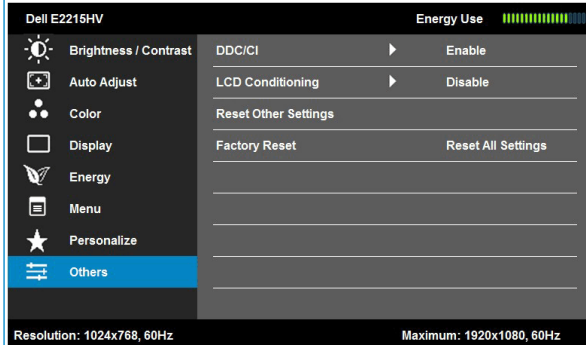 Dell E2215HV Energy Use
Brightness / Contrast DDC/CI Enable
Auto Adjust LCD Conditioning Disable
Color Reset Other Settings
Display Factory Reset Reset All Settings
Energy
Menu
Personalize
Others
Resolution: 1024x768, 60Hz Maximum: 1920x1080, 60Hz